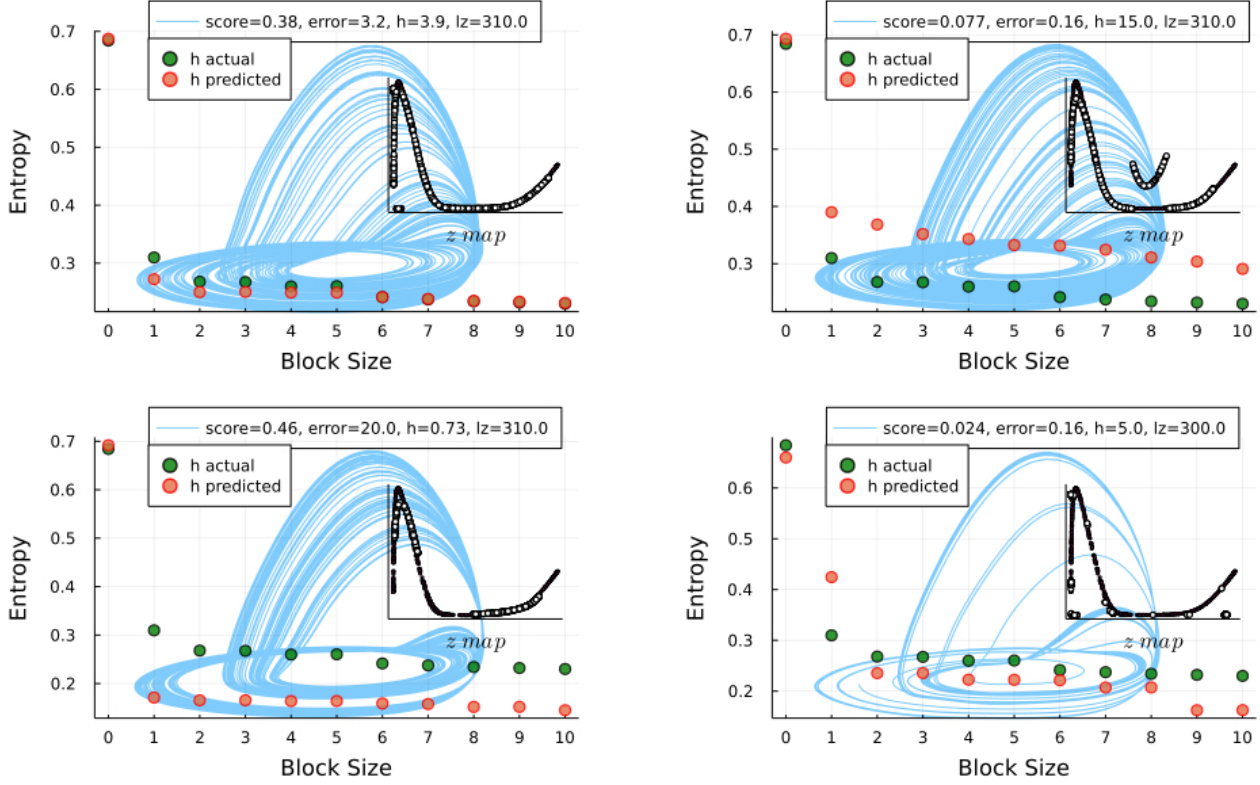 score=0.38, error=3.2, h=3.9, lz=310.0
h actual
h predicted
0.7
0.6
0.5
0.4
0.3
Entropy
z map
0 1 2 3 4 5 6 7 8 9 10
Block Size
score=0.077, error=0.16, h=15.0, lz=310.0
h actual
h predicted
0.7
0.6
0.5
0.4
0.3
Entropy
z map
0 1 2 3 4 5 6 7 8 9 10
Block Size
score=0.46, error=20.0, h=0.73, lz=310.0
h actual
h predicted
0.7
0.6
0.5
0.4
0.3
0.2
Entropy
z map
0 1 2 3 4 5 6 7 8 9 10
Block Size
score=0.024, error=0.16, h=5.0, lz=300.0
h actual
h predicted
0.6
0.5
0.4
0.3
0.2
Entropy
z map
0 1 2 3 4 5 6 7 8 9 10
Block Size